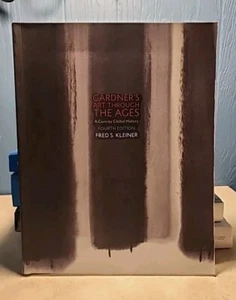 GARDNER'S
ART THROUGH
THE AGES
A Concise Global History
FOURTH EDITION
FRED S. KLEINER